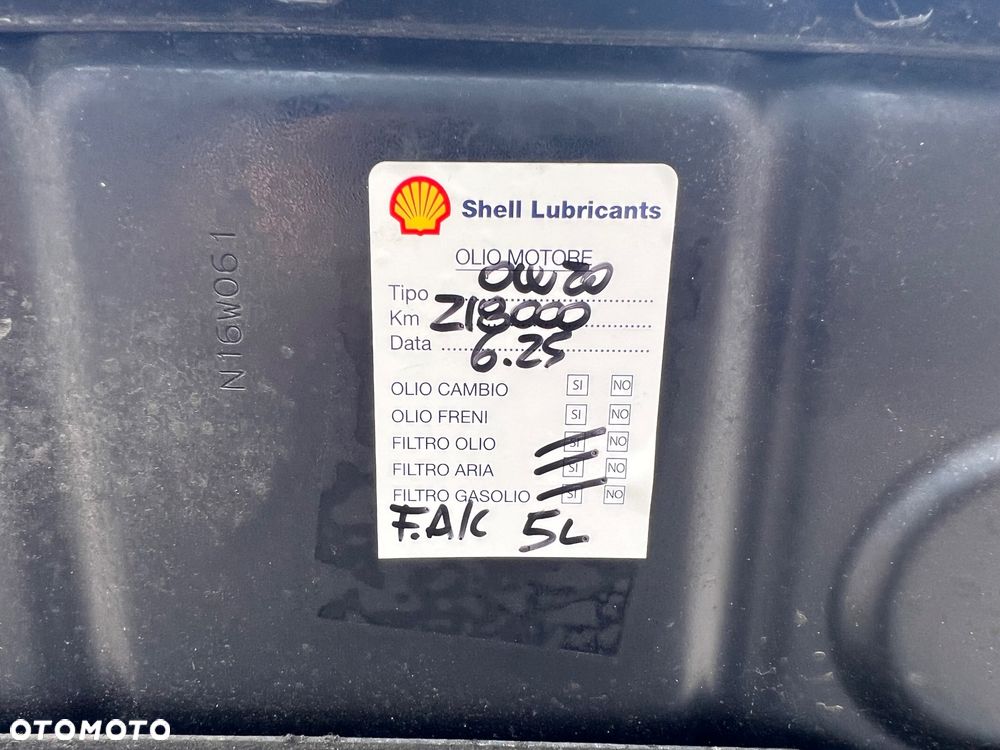 N16W061
Shell Lubricants
OLIO MOTORE
Tipo 0W20
Km 218000
Data 6.25
OLIO CAMBIO SI NO
OLIO FRENI SI NO
FILTRO OLIO SI NO
FILTRO ARIA SI NO
FILTRO GASOLIO SI NO
F.A/C 5L
OTOMOTO